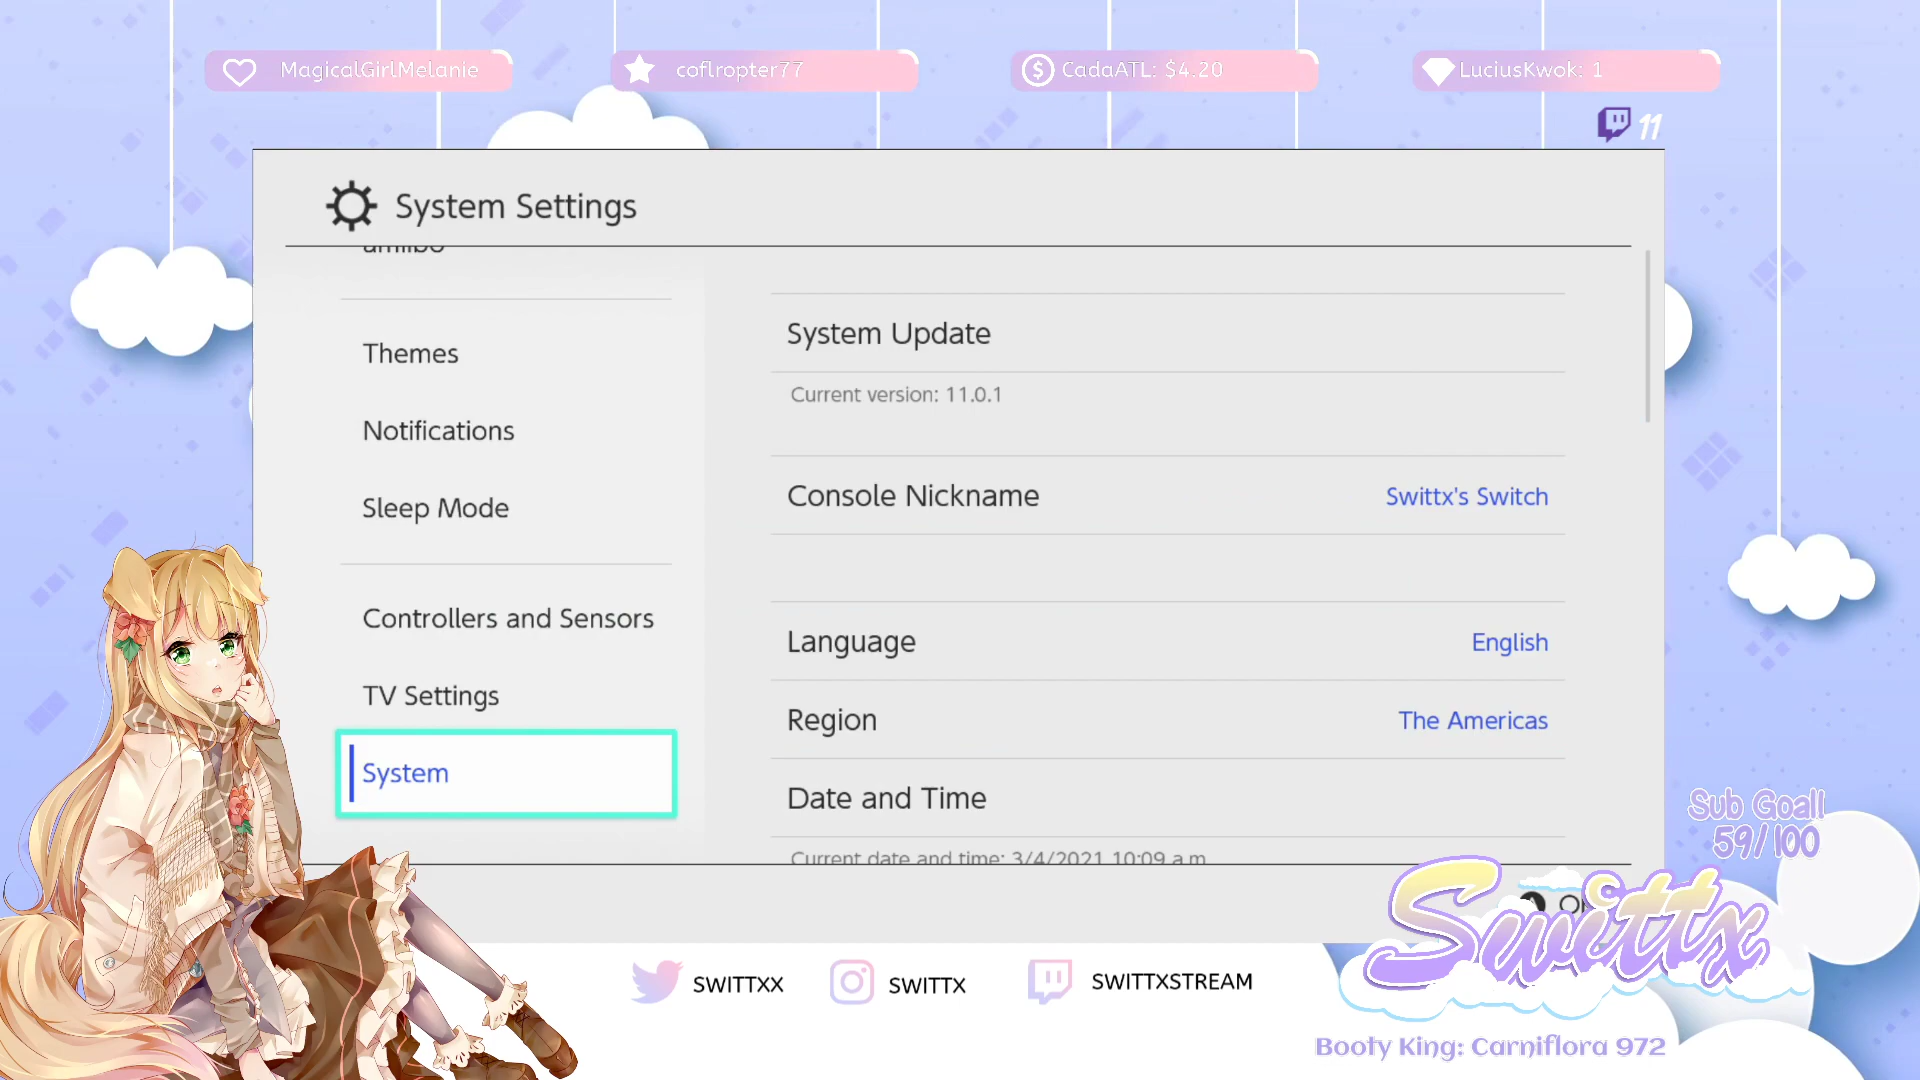 MagicalGirlMelanie
coflropter77
CadaATL: $4.20
LuciusKwok: 1
11
System Settings
amiibo
Themes
Notifications
Sleep Mode
Controllers and Sensors
TV Settings
System
System Update
Current version: 11.0.1
Console Nickname Swittx's Switch
Language English
Region The Americas
Date and Time
Current date and time: 3/4/2021 10:09 a.m
Sub Goal!
59/100
Swittx
SWITTXX
SWITTX
SWITTXSTREAM
Booty King: Carniflora 972